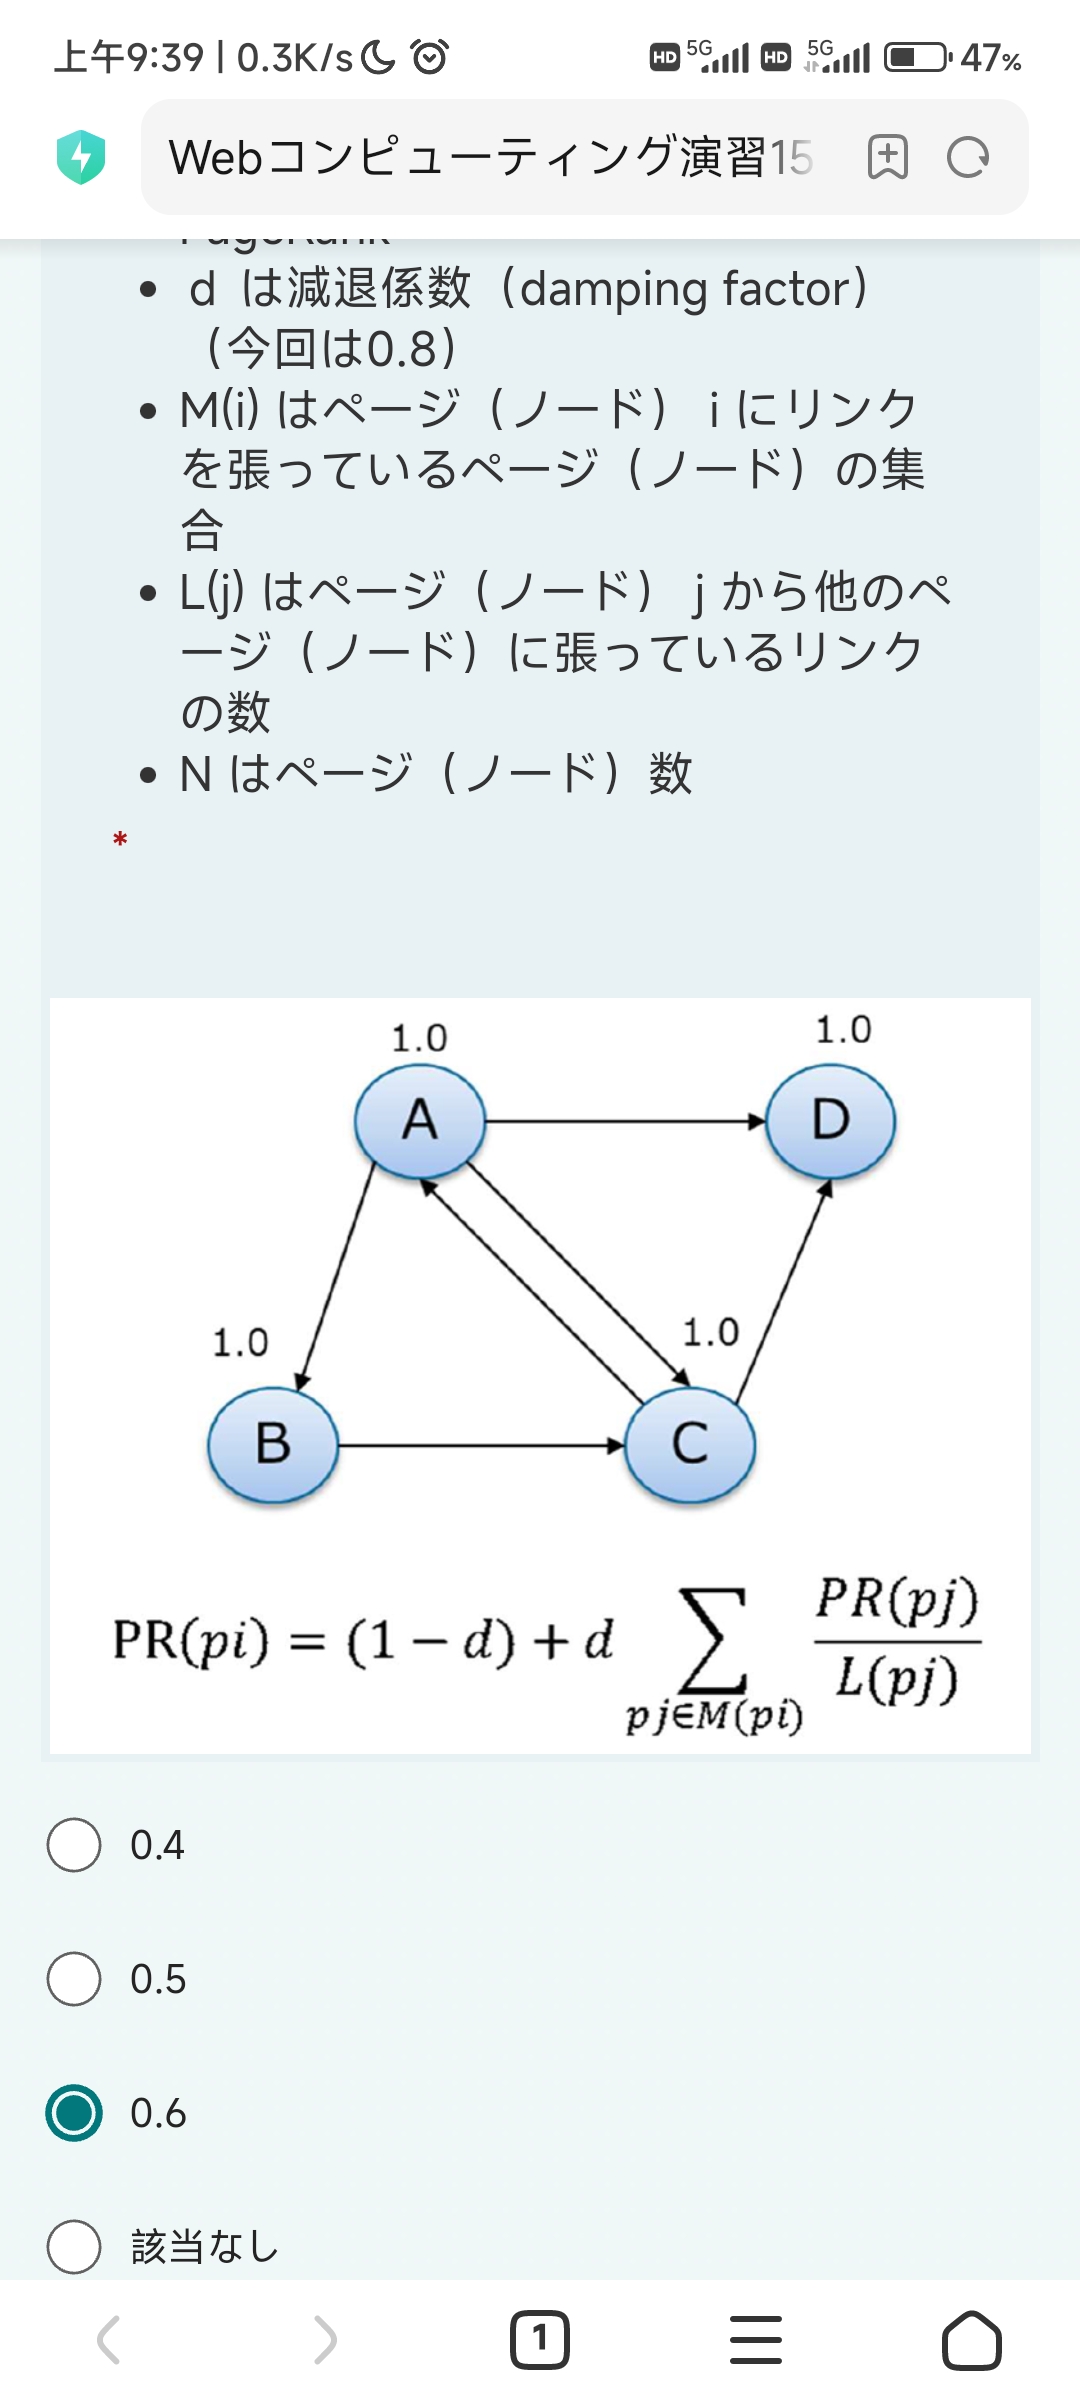 上午9:39 | 0.3K/s HD 5G HD 5G 47%
Webコンピューティング演習15
PageRank
• d は減退係数（damping factor）
（今回は0.8）
• M(i) はページ（ノード） i にリンク
を張っているページ（ノード）の集
合
• L(j) はページ（ノード） j から他のペ
ージ（ノード）に張っているリンク
の数
• N はページ（ノード）数
*
1.0 1.0
A D
1.0 1.0
B C
PR(pi) = (1 − d) + d ∑ pj∈M(pi) PR(pj) / L(pj)
0.4
0.5
0.6
該当なし
1